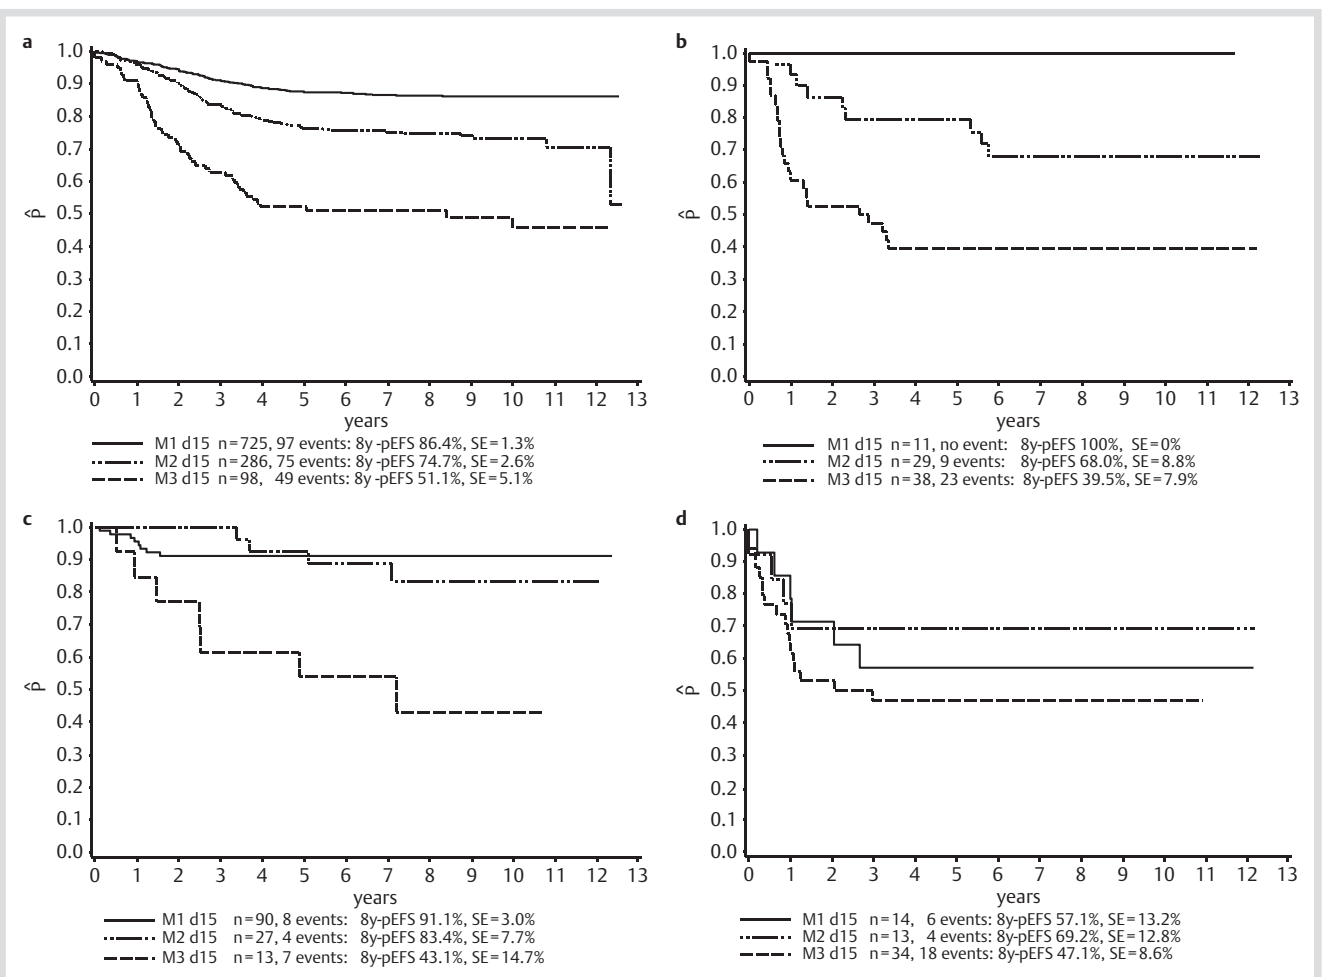 a
1.0
0.9
0.8
0.7
0.6
0.5
0.4
0.3
0.2
0.1
0.0
p̂
0 1 2 3 4 5 6 7 8 9 10 11 12 13
years
M1 d15 n=725, 97 events: 8y -pEFS 86.4%, SE=1.3%
M2 d15 n=286, 75 events: 8y -pEFS 74.7%, SE=2.6%
M3 d15 n=98, 49 events: 8y -pEFS 51.1%, SE=5.1%
b
1.0
0.9
0.8
0.7
0.6
0.5
0.4
0.3
0.2
0.1
0.0
p̂
0 1 2 3 4 5 6 7 8 9 10 11 12 13
years
M1 d15 n=11, no event: 8y-pEFS 100%, SE=0%
M2 d15 n=29, 9 events: 8y-pEFS 68.0%, SE=8.8%
M3 d15 n=38, 23 events: 8y-pEFS 39.5%, SE=7.9%
c
1.0
0.9
0.8
0.7
0.6
0.5
0.4
0.3
0.2
0.1
0.0
p̂
0 1 2 3 4 5 6 7 8 9 10 11 12 13
years
M1 d15 n=90, 8 events: 8y-pEFS 91.1%, SE=3.0%
M2 d15 n=27, 4 events: 8y-pEFS 83.4%, SE=7.7%
M3 d15 n=13, 7 events: 8y-pEFS 43.1%, SE=14.7%
d
1.0
0.9
0.8
0.7
0.6
0.5
0.4
0.3
0.2
0.1
0.0
p̂
0 1 2 3 4 5 6 7 8 9 10 11 12 13
years
M1 d15 n=14, 6 events: 8y-pEFS 57.1%, SE=13.2%
M2 d15 n=13, 4 events: 8y-pEFS 69.2%, SE=12.8%
M3 d15 n=34, 18 events: 8y-pEFS 47.1%, SE=8.6%